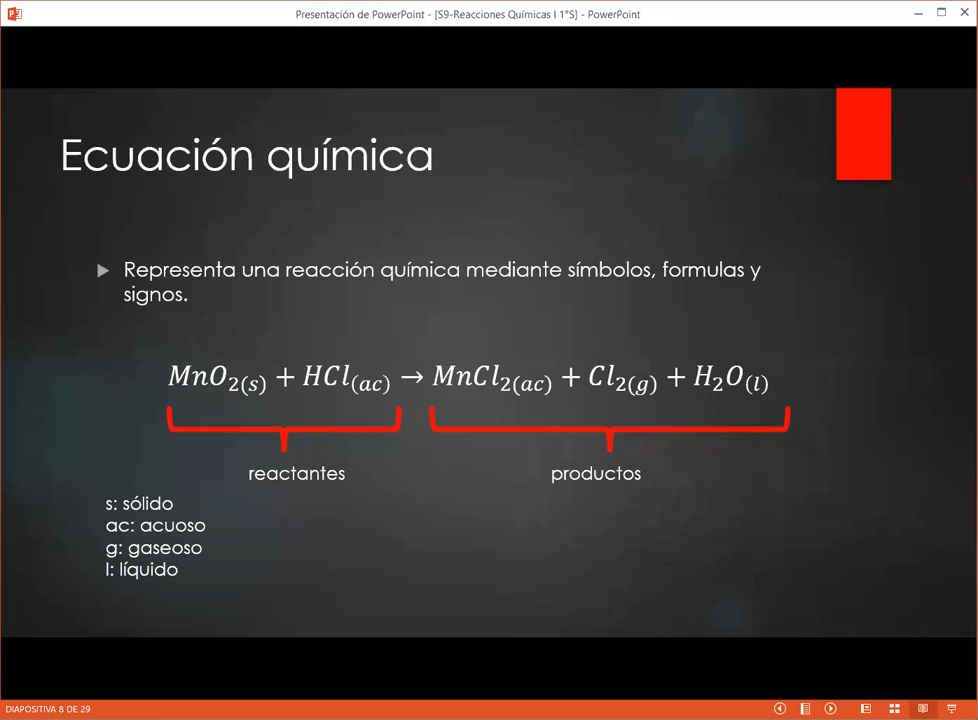 Presentación de PowerPoint - [S9-Reacciones Químicas I 1°S] - PowerPoint
Ecuación química
Representa una reacción química mediante símbolos, formulas y
signos.
MnO₂(s) + HCl(ac) → MnCl₂(ac) + Cl₂(g) + H₂O(l)
reactantes productos
s: sólido
ac: acuoso
g: gaseoso
l: líquido
DIAPOSITIVA 8 DE 29